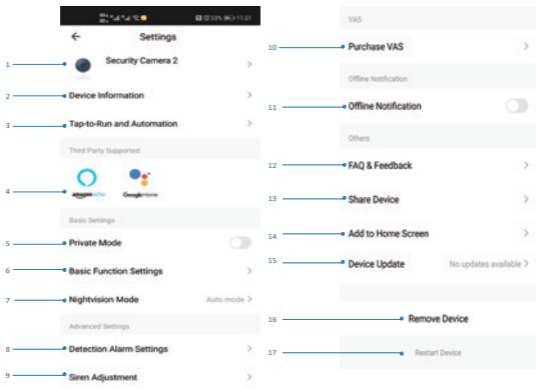 33% 11:01
Settings
1
Security Camera 2
2
Device Information
3
Tap-to-Run and Automation
Third Party Supported
4
amazon echo
Google Home
Basic Settings
5
Private Mode
6
Basic Function Settings
7
Nightvision Mode
Auto mode
Advanced Settings
8
Detection Alarm Settings
9
Siren Adjustment
VAS
10
Purchase VAS
Offline Notification
11
Offline Notification
Others
12
FAQ & Feedback
13
Share Device
14
Add to Home Screen
15
Device Update
No updates available
16
Remove Device
17
Restart Device